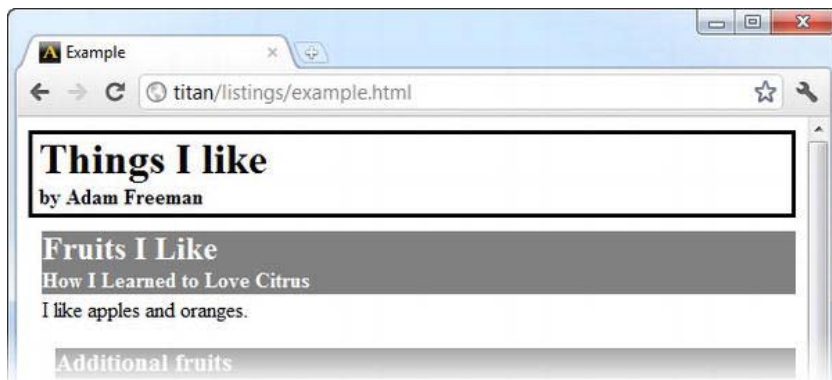 Example
titan/listings/example.html
Things I like
by Adam Freeman
Fruits I Like
How I Learned to Love Citrus
I like apples and oranges.
Additional fruits